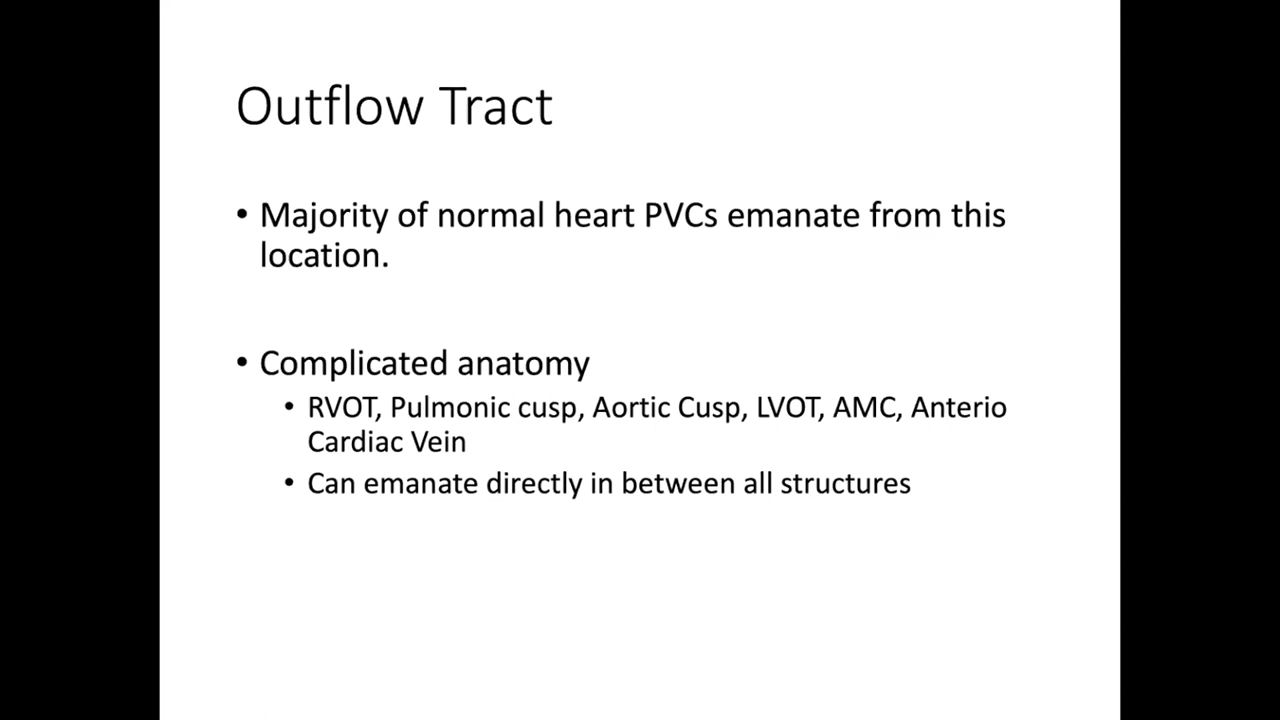 Outflow Tract
• Majority of normal heart PVCs emanate from this
location.
• Complicated anatomy
• RVOT, Pulmonic cusp, Aortic Cusp, LVOT, AMC, Anterio
Cardiac Vein
• Can emanate directly in between all structures